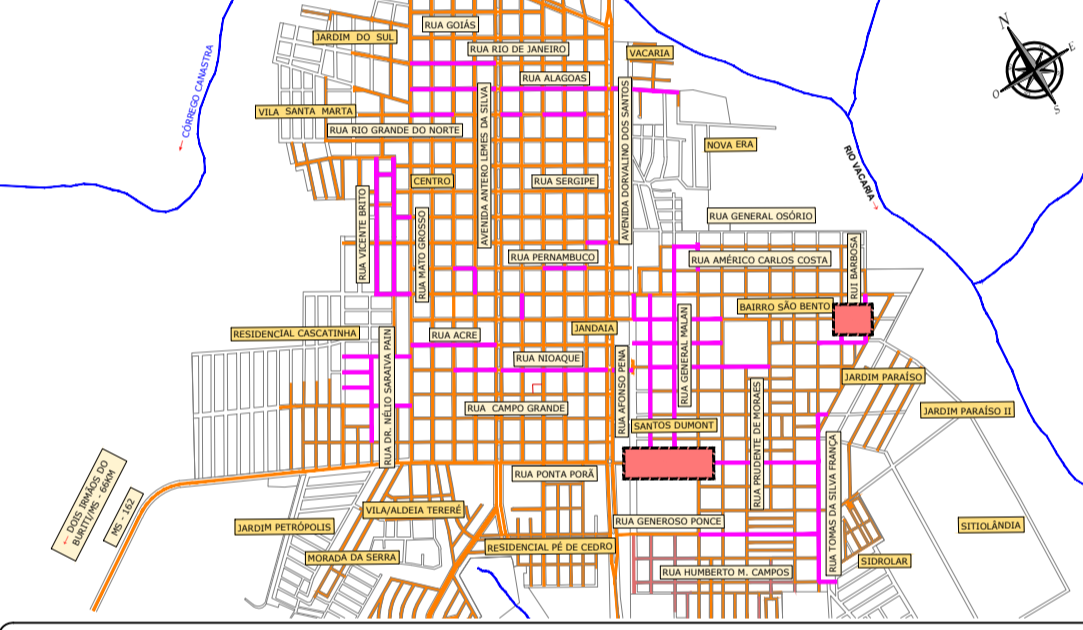 RUA GOIÁS
JARDIM DO SUL
RUA RIO DE JANEIRO
VACARIA
N
E
O
S
CÓRREGO CANASTRA
RUA ALAGOAS
VILA SANTA MARTA
RUA RIO GRANDE DO NORTE
AVENIDA ANTERO LEMES DA SILVA
AVENIDA DORVALINO DOS SANTOS
NOVA ERA
RIO VACARIA
CENTRO
RUA SERGIPE
RUA VICENTE BRITO
RUA MATO GROSSO
RUA GENERAL OSÓRIO
RUA PERNAMBUCO
RUA AMÉRICO CARLOS COSTA
RUI BARBOSA
BAIRRO SÃO BENTO
RESIDENCIAL CASCATINHA
RUA ACRE
JANDAIA
RUA GENERAL MALAN
RUA NIOAQUE
RUA DR. NÉLIO SARAIVA PAIN
RUA AFONSO PENA
JARDIM PARAÍSO
RUA CAMPO GRANDE
RUA PRUDENTE DE MORAES
JARDIM PARAÍSO II
SANTOS DUMONT
RUA TOMAS DA SILVA FRANÇA
← DOIS IRMÃOS DO
BURITI/MS - 66KM
MS - 162
RUA PONTA PORÃ
VILA/ALDEIA TERERÉ
JARDIM PETRÓPOLIS
RUA GENEROSO PONCE
SITIOLÂNDIA
MORADA DA SERRA
RESIDENCIAL PÉ DE CEDRO
SIDROLAR
RUA HUMBERTO M. CAMPOS